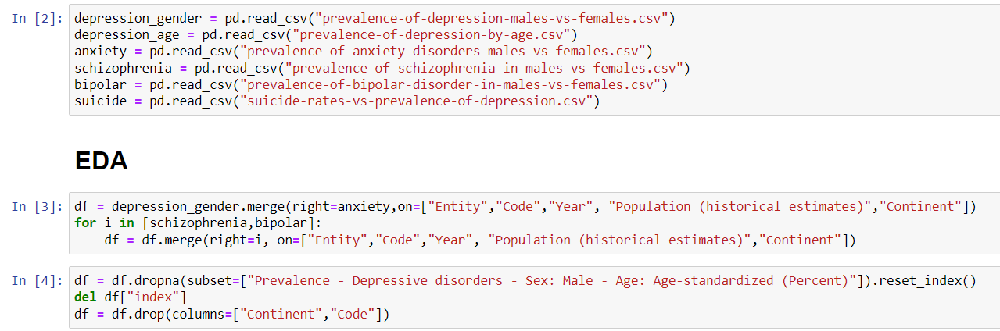 In [2]: depression_gender = pd.read_csv("prevalence-of-depression-males-vs-females.csv")
depression_age = pd.read_csv("prevalence-of-depression-by-age.csv")
anxiety = pd.read_csv("prevalence-of-anxiety-disorders-males-vs-females.csv")
schizophrenia = pd.read_csv("prevalence-of-schizophrenia-in-males-vs-females.csv")
bipolar = pd.read_csv("prevalence-of-bipolar-disorder-in-males-vs-females.csv")
suicide = pd.read_csv("suicide-rates-vs-prevalence-of-depression.csv")
EDA
In [3]: df = depression_gender.merge(right=anxiety,on=["Entity","Code","Year", "Population (historical estimates)","Continent"])
for i in [schizophrenia,bipolar]:
    df = df.merge(right=i, on=["Entity","Code","Year", "Population (historical estimates)","Continent"])
In [4]: df = df.dropna(subset=["Prevalence - Depressive disorders - Sex: Male - Age: Age-standardized (Percent)"]).reset_index()
del df["index"]
df = df.drop(columns=["Continent","Code"])